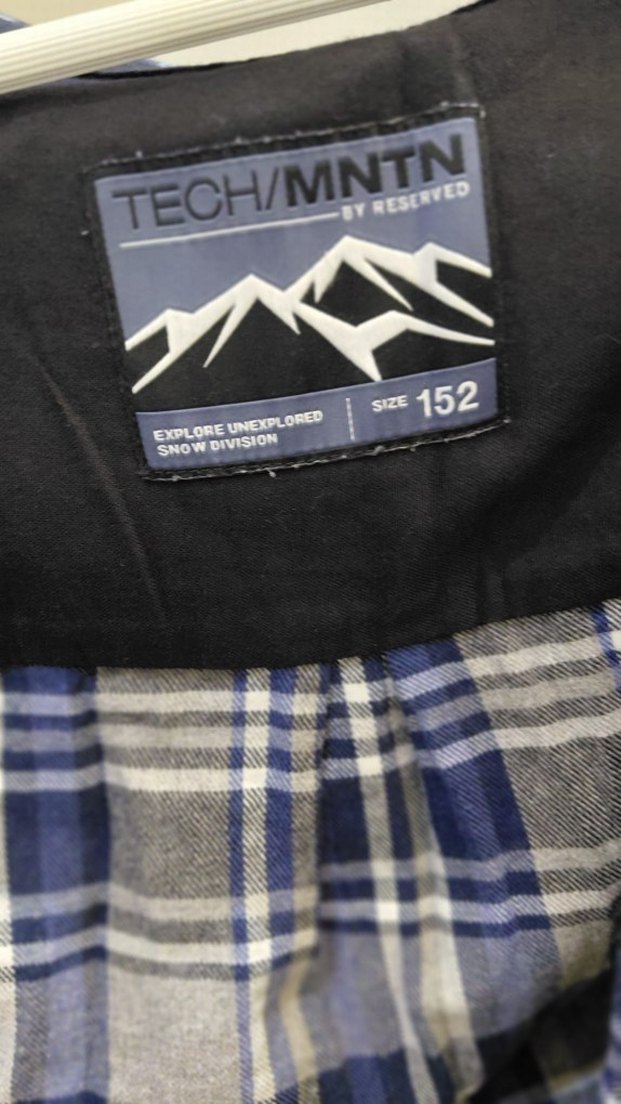 TECH/MNTN
BY RESERVED
EXPLORE UNEXPLORED
SNOW DIVISION
SIZE 152